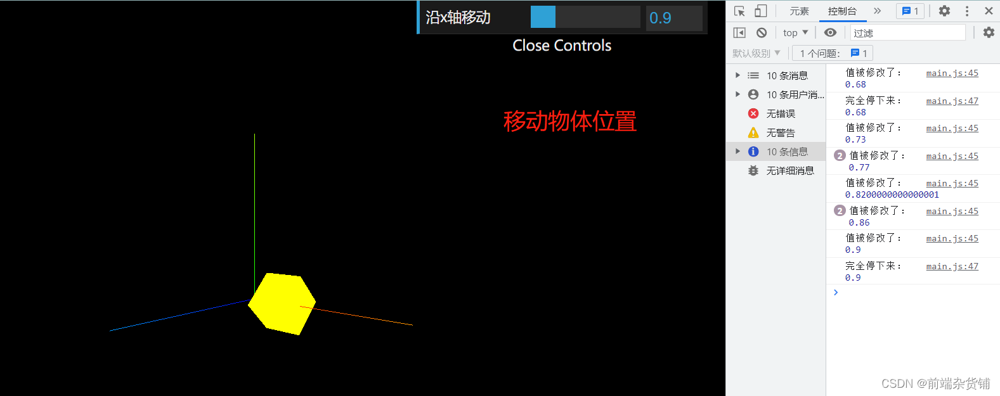 沿x轴移动 0.9
Close Controls
移动物体位置
元素 控制台 1
top 过滤
默认级别 1 个问题： 1
10 条消息
10 条用户消...
无错误
无警告
10 条信息
无详细消息
值被修改了： main.js:45
0.68
完全停下来： main.js:47
0.68
值被修改了： main.js:45
0.73
2 值被修改了： main.js:45
0.77
值被修改了： main.js:45
0.8200000000000001
2 值被修改了： main.js:45
0.86
值被修改了： main.js:45
0.9
完全停下来： main.js:47
0.9
CSDN @前端杂货铺